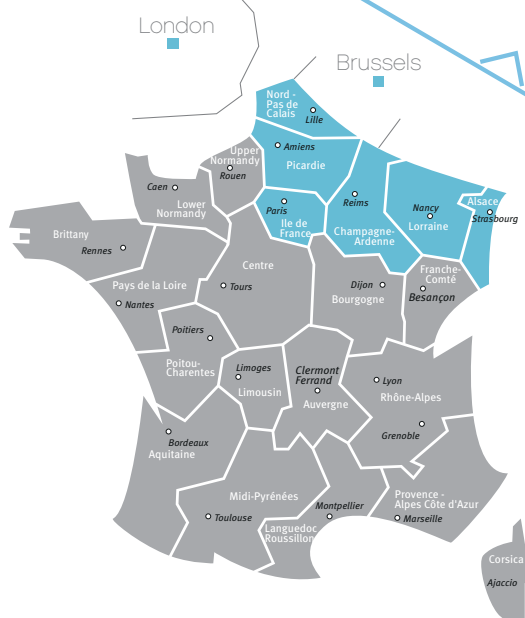 London
Brussels
Nord -
Pas de
Calais
Lille
Amiens
Picardie
Upper
Normandy
Rouen
Caen
Lower
Normandy
Paris
Ile de
France
Reims
Champagne-
Ardenne
Nancy
Lorraine
Alsace
Strasbourg
Brittany
Rennes
Pays de la Loire
Nantes
Centre
Tours
Dijon
Bourgogne
Franche-
Comté
Besançon
Poitiers
Poitou-
Charentes
Limoges
Limousin
Clermont
Ferrand
Auvergne
Lyon
Rhône-Alpes
Grenoble
Bordeaux
Aquitaine
Midi-Pyrénées
Toulouse
Montpellier
Languedoc
Roussillon
Provence -
Alpes Côte d'Azur
Marseille
Corsica
Ajaccio